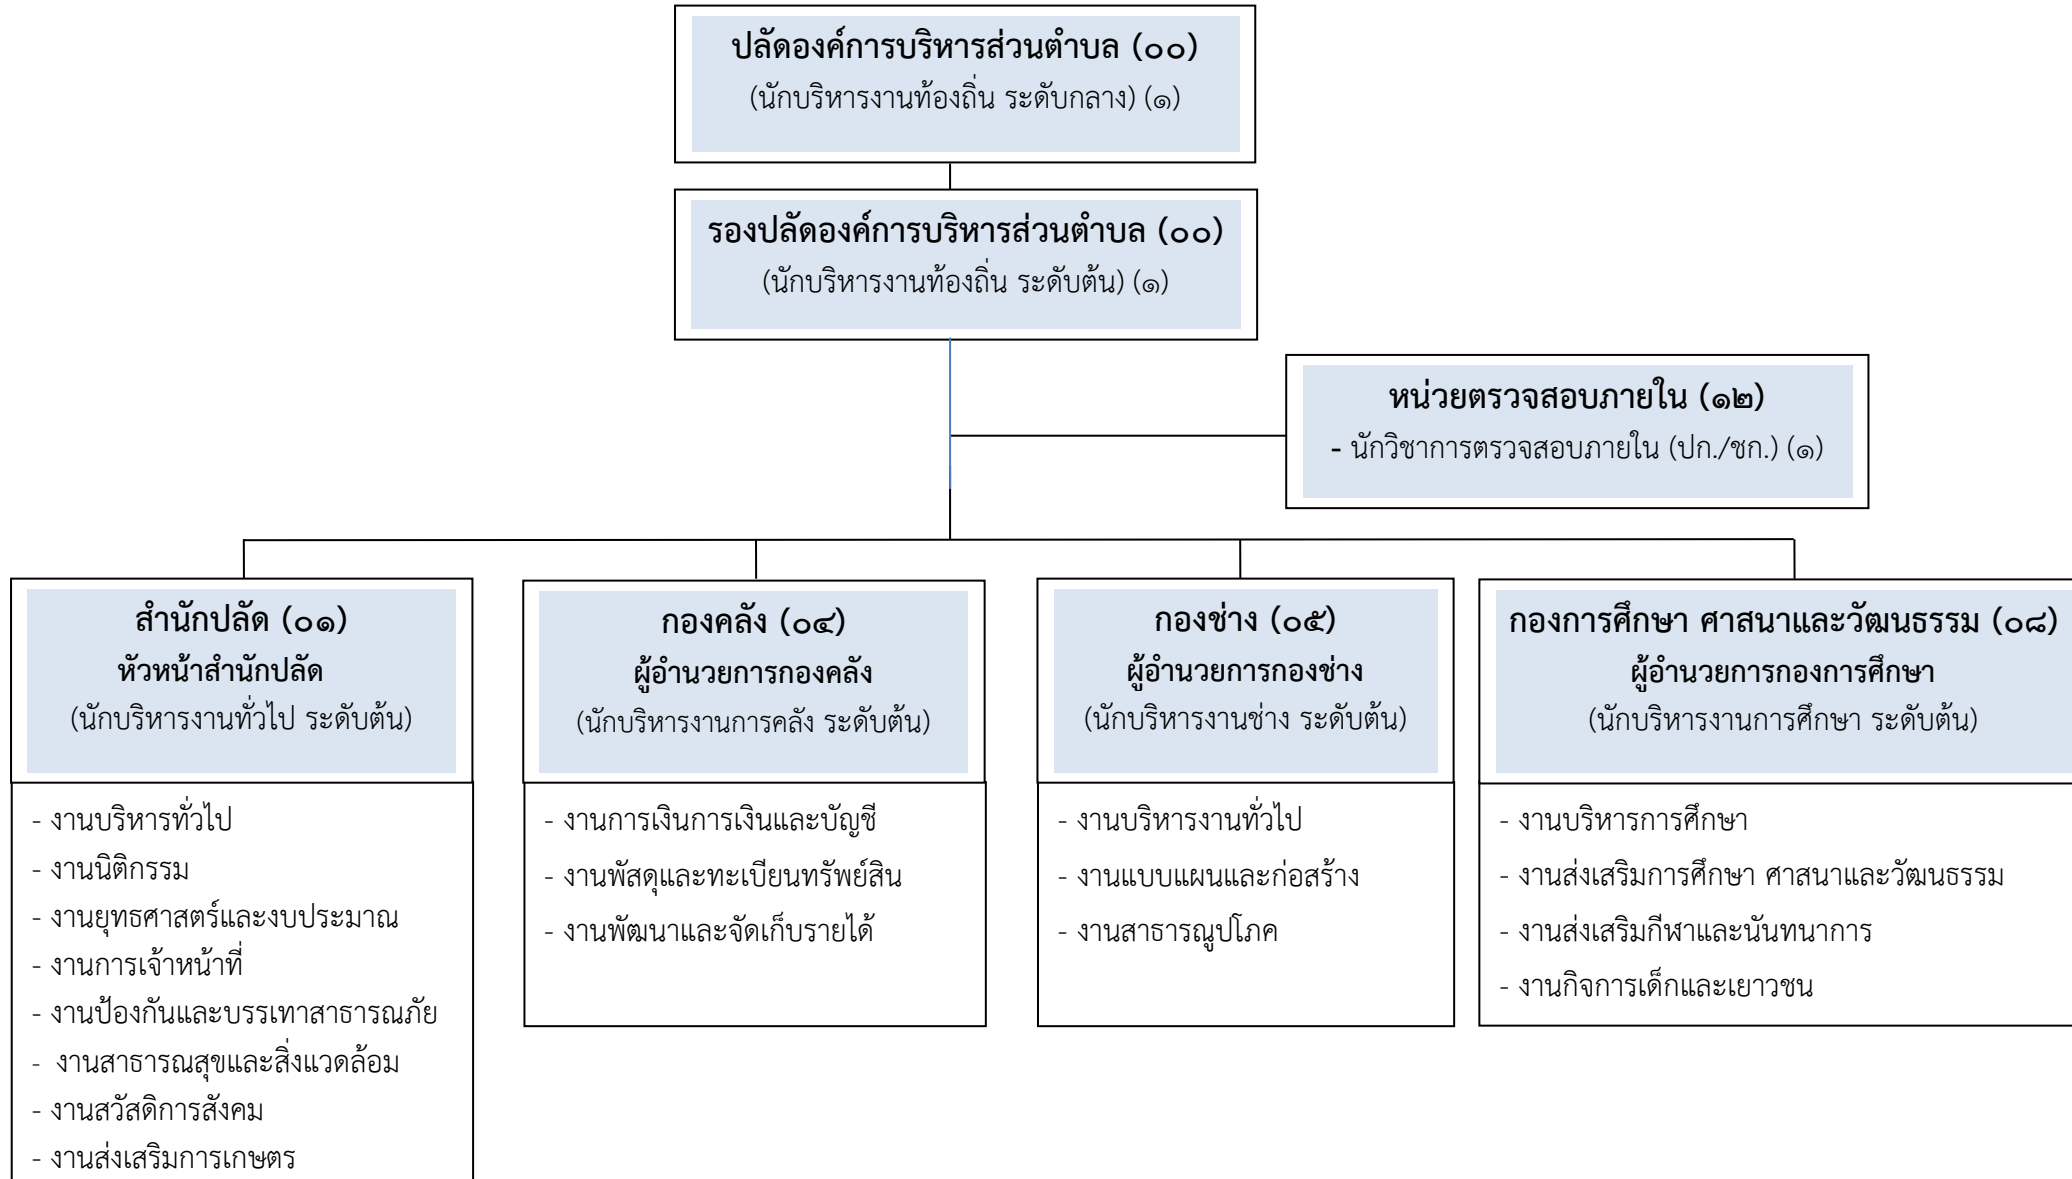 ปลัดองค์การบริหารส่วนตำบล (๐๐)
(นักบริหารงานท้องถิ่น ระดับกลาง) (๑)
รองปลัดองค์การบริหารส่วนตำบล (๐๐)
(นักบริหารงานท้องถิ่น ระดับต้น) (๑)
หน่วยตรวจสอบภายใน (๑๒)
- นักวิชาการตรวจสอบภายใน (ปก./ชก.) (๑)
สำนักปลัด (๐๑)
หัวหน้าสำนักปลัด
(นักบริหารงานทั่วไป ระดับต้น)
- งานบริหารทั่วไป
- งานนิติกรรม
- งานยุทธศาสตร์และงบประมาณ
- งานการเจ้าหน้าที่
- งานป้องกันและบรรเทาสาธารณภัย
- งานสาธารณสุขและสิ่งแวดล้อม
- งานสวัสดิการสังคม
- งานส่งเสริมการเกษตร
กองคลัง (๐๔)
ผู้อำนวยการกองคลัง
(นักบริหารงานการคลัง ระดับต้น)
- งานการเงินการเงินและบัญชี
- งานพัสดุและทะเบียนทรัพย์สิน
- งานพัฒนาและจัดเก็บรายได้
กองช่าง (๐๕)
ผู้อำนวยการกองช่าง
(นักบริหารงานช่าง ระดับต้น)
- งานบริหารงานทั่วไป
- งานแบบแผนและก่อสร้าง
- งานสาธารณูปโภค
กองการศึกษา ศาสนาและวัฒนธรรม (๐๘)
ผู้อำนวยการกองการศึกษา
(นักบริหารงานการศึกษา ระดับต้น)
- งานบริหารการศึกษา
- งานส่งเสริมการศึกษา ศาสนาและวัฒนธรรม
- งานส่งเสริมกีฬาและนันทนาการ
- งานกิจการเด็กและเยาวชน